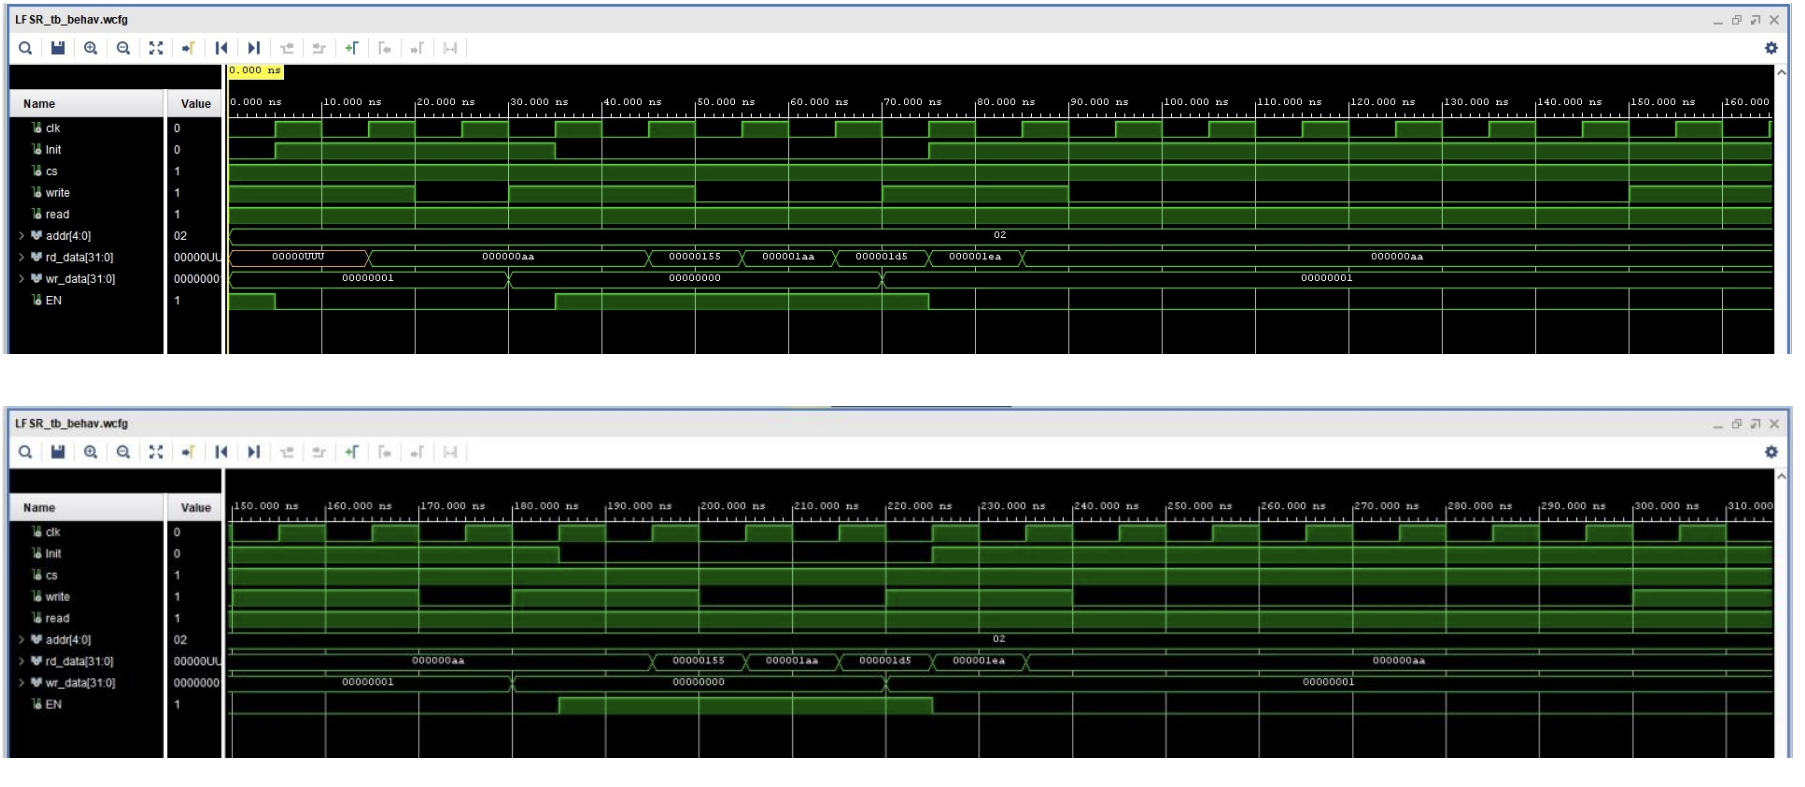 LFSR_tb_behav.wcfg
0.000 ns
Name Value 0.000 ns 10.000 ns 20.000 ns 30.000 ns 40.000 ns 50.000 ns 60.000 ns 70.000 ns 80.000 ns 90.000 ns 100.000 ns 110.000 ns 120.000 ns 130.000 ns 140.000 ns 150.000 ns 160.000
clk 0
Init 0
cs 1
write 1
read 1
addr[4:0] 02 02
rd_data[31:0] 00000UU 00000UUU 000000aa 00000155 000001aa 000001d5 000001ea 000000aa
wr_data[31:0] 0000000 00000001 00000000 00000001
EN 1
LFSR_tb_behav.wcfg
Name Value 150.000 ns 160.000 ns 170.000 ns 180.000 ns 190.000 ns 200.000 ns 210.000 ns 220.000 ns 230.000 ns 240.000 ns 250.000 ns 260.000 ns 270.000 ns 280.000 ns 290.000 ns 300.000 ns 310.000
clk 0
Init 0
cs 1
write 1
read 1
addr[4:0] 02 02
rd_data[31:0] 00000UU 000000aa 00000155 000001aa 000001d5 000001ea 000000aa
wr_data[31:0] 0000000 00000001 00000000 00000001
EN 1